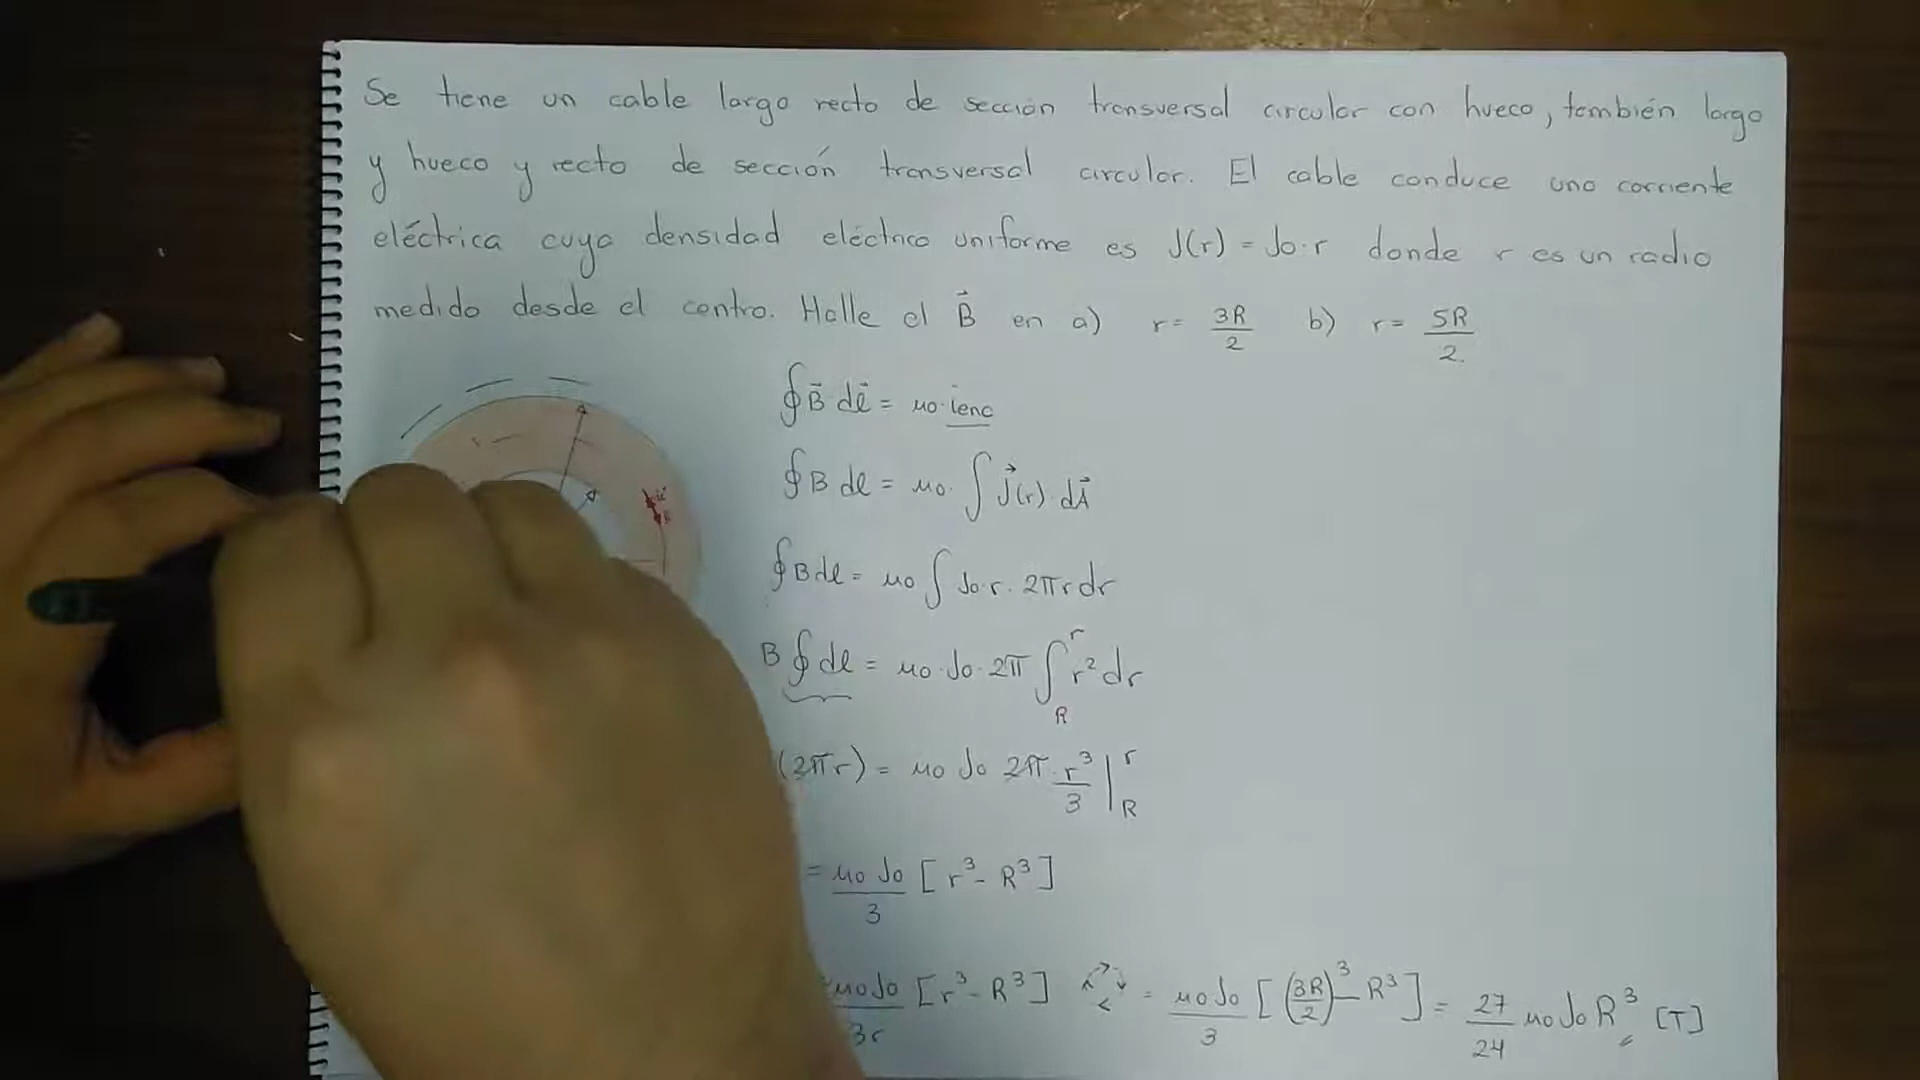 Se tiene un cable largo recto de sección transversal circular con hueco, también largo
y hueco y recto de sección transversal circular. El cable conduce una corriente
eléctrica cuya densidad eléctrica uniforme es J(r) = Jo·r donde r es un radio
medido desde el centro. Halle el B⃗ en a) r = 3R/2 b) r = 5R/2.
∮B⃗ dl⃗ = μo·ienc
∮B dl = μo·∫J⃗(r)·dA⃗
∮B dl = μo ∫Jo·r·2πr dr
B∮dl = μo·Jo·2π ∫_R^r r² dr
(2πr) = μo Jo 2π·r³/3 |_R^r
= μo Jo/3 [r³ - R³]
μo Jo/3r [r³ - R³] = μo Jo/3 [(3R/2)³ - R³] = 27/24 μo Jo R³ [T]